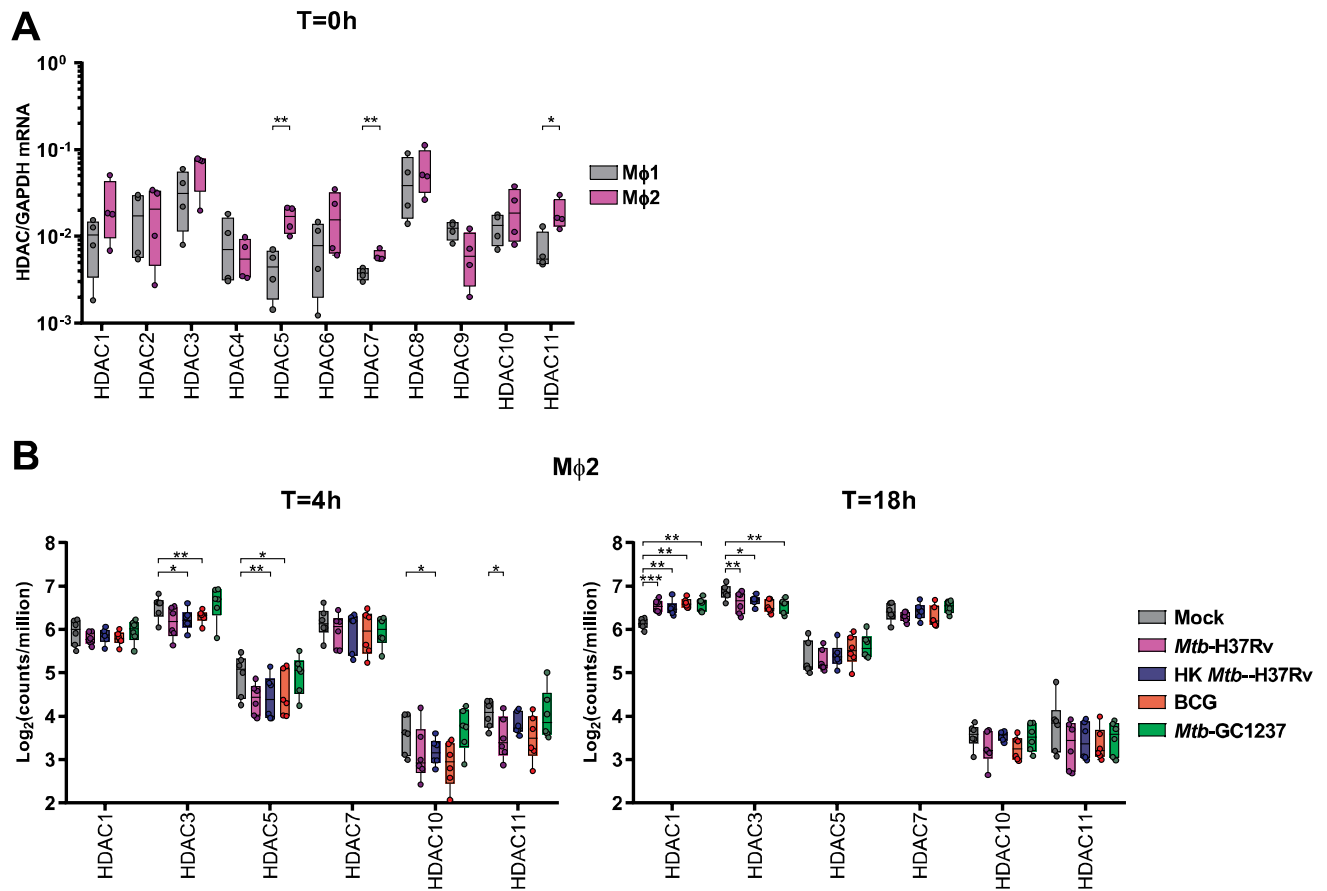 A
T=0h
HDAC/GAPDH mRNA
10⁰
10⁻¹
10⁻²
10⁻³
** ** *
HDAC1 HDAC2 HDAC3 HDAC4 HDAC5 HDAC6 HDAC7 HDAC8 HDAC9 HDAC10 HDAC11
Mϕ1
Mϕ2
B
Mϕ2
T=4h
Log₂(counts/million)
8
7
6
5
4
3
2
** * * *
* **
HDAC1 HDAC3 HDAC5 HDAC7 HDAC10 HDAC11
T=18h
Log₂(counts/million)
8
7
6
5
4
3
2
** **
** *
** **
***
HDAC1 HDAC3 HDAC5 HDAC7 HDAC10 HDAC11
Mock
Mtb-H37Rv
HK Mtb--H37Rv
BCG
Mtb-GC1237